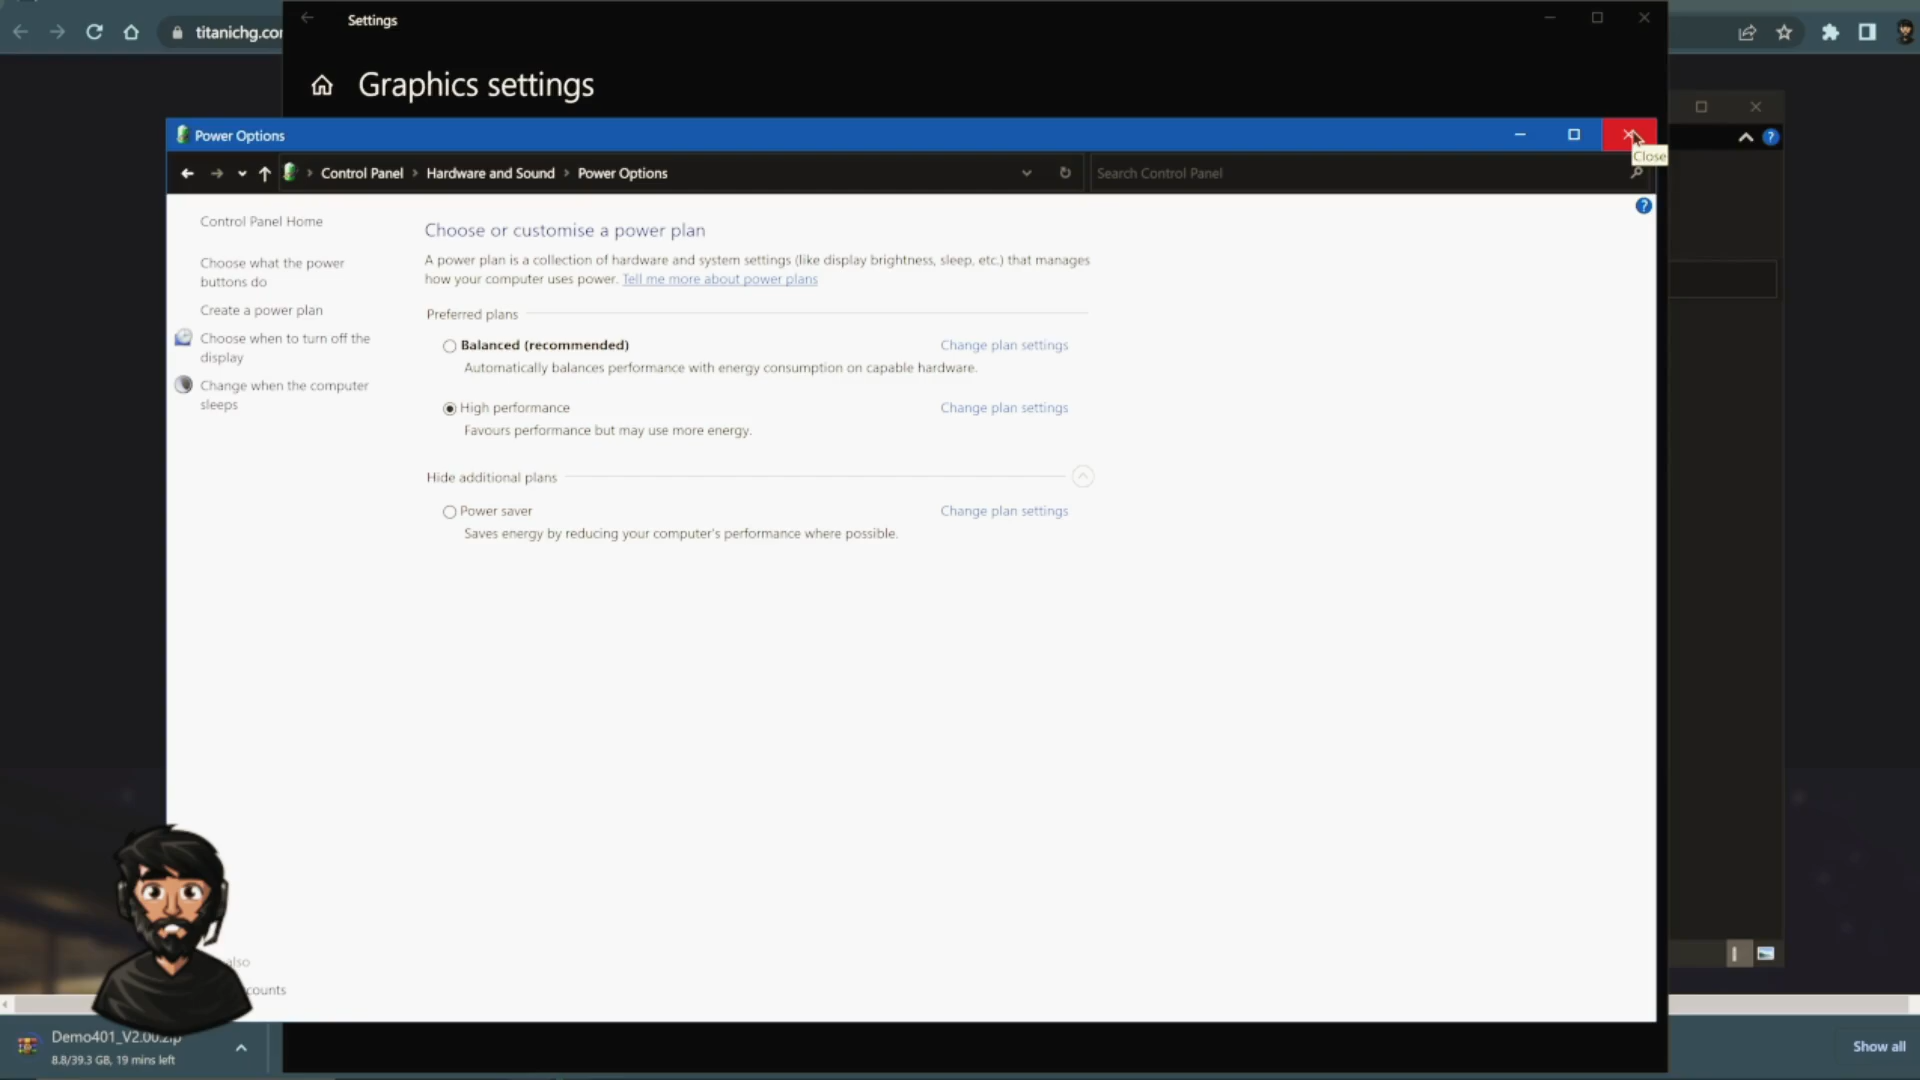 Settings
titanichg.co
Graphics settings
Power Options
Close
Control Panel
Hardware and Sound
Power Options
Search Control Panel
Control Panel Home
Choose what the power
buttons do
Create a power plan
Choose when to turn off the
display
Change when the computer
sleeps
Choose or customise a power plan
A power plan is a collection of hardware and system settings (like display brightness, sleep, etc.) that manages
how your computer uses power. Tell me more about power plans
Preferred plans
Balanced (recommended)
Change plan settings
Automatically balances performance with energy consumption on capable hardware.
High performance
Change plan settings
Favours performance but may use more energy.
Hide additional plans
Power saver
Change plan settings
Saves energy by reducing your computer's performance where possible.
also
counts
Demo401_V2.00.zip
8.8/39.3 GB, 19 mins left
Show all